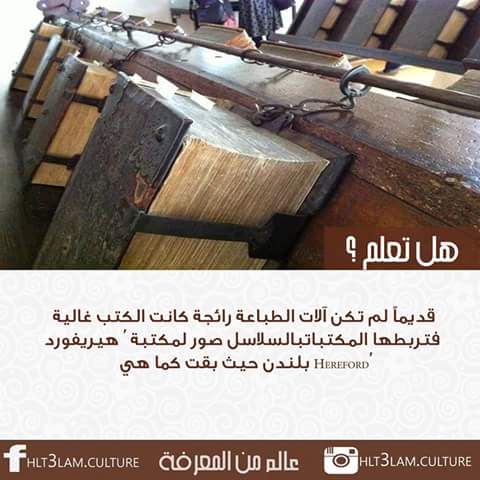 هل تعلم ؟
قديماً لم تكن آلات الطباعة رائجة كانت الكتب غالية
فتربطها المكتباتبالسلاسل صور لمكتبة ' هيريفورد
Hereford' بلندن حيث بقت كما هي
HLT3LAM.CULTURE
عالم من المعرفة
HLT3LAM.CULTURE